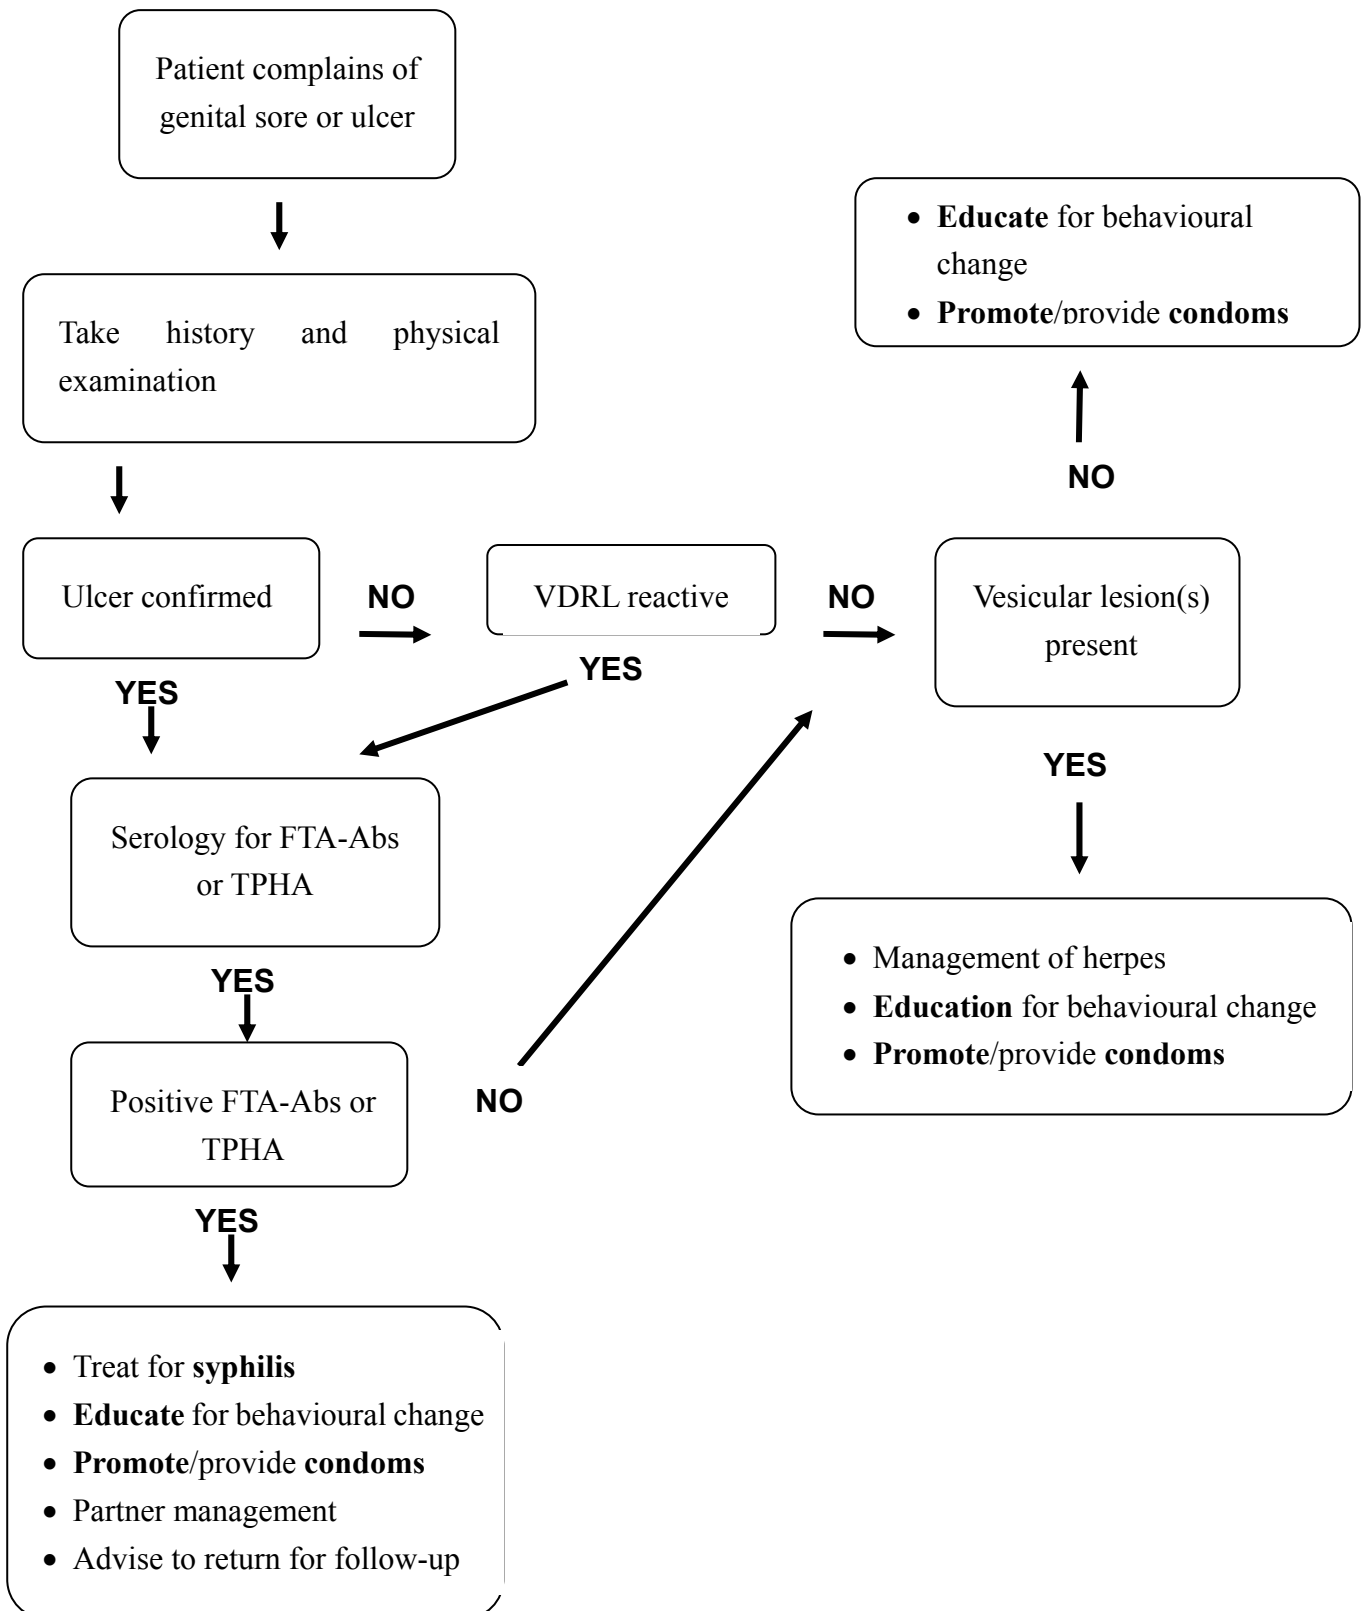 Patient complains of
genital sore or ulcer
Take history and physical
examination
Ulcer confirmed
NO
VDRL reactive
NO
Vesicular lesion(s)
present
NO
• Educate for behavioural
change
• Promote/provide condoms
YES
YES
YES
Serology for FTA-Abs
or TPHA
• Management of herpes
• Education for behavioural change
• Promote/provide condoms
YES
Positive FTA-Abs or
TPHA
NO
YES
• Treat for syphilis
• Educate for behavioural change
• Promote/provide condoms
• Partner management
• Advise to return for follow-up